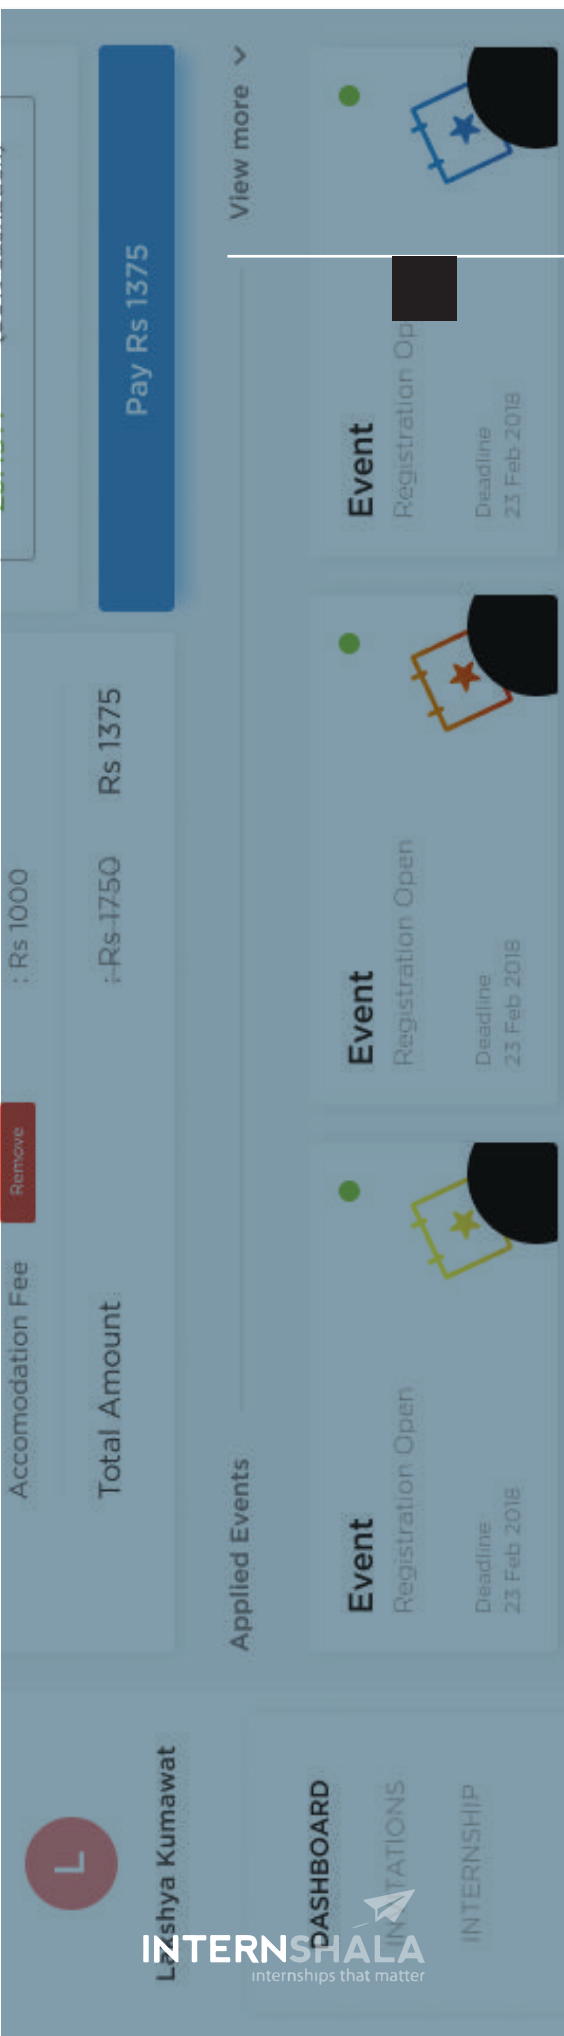 Accomodation Fee
Remove
: Rs 1000
Total Amount
: Rs 1750
Rs 1375
Pay Rs 1375
Applied Events
View more
Event
Registration Open
Deadline
23 Feb 2018
Event
Registration Open
Deadline
23 Feb 2018
Event
Registration Op
Deadline
23 Feb 2018
L
Lakshya Kumawat
DASHBOARD
INVITATIONS
INTERNSHIP
INTERNSHALA
internships that matter